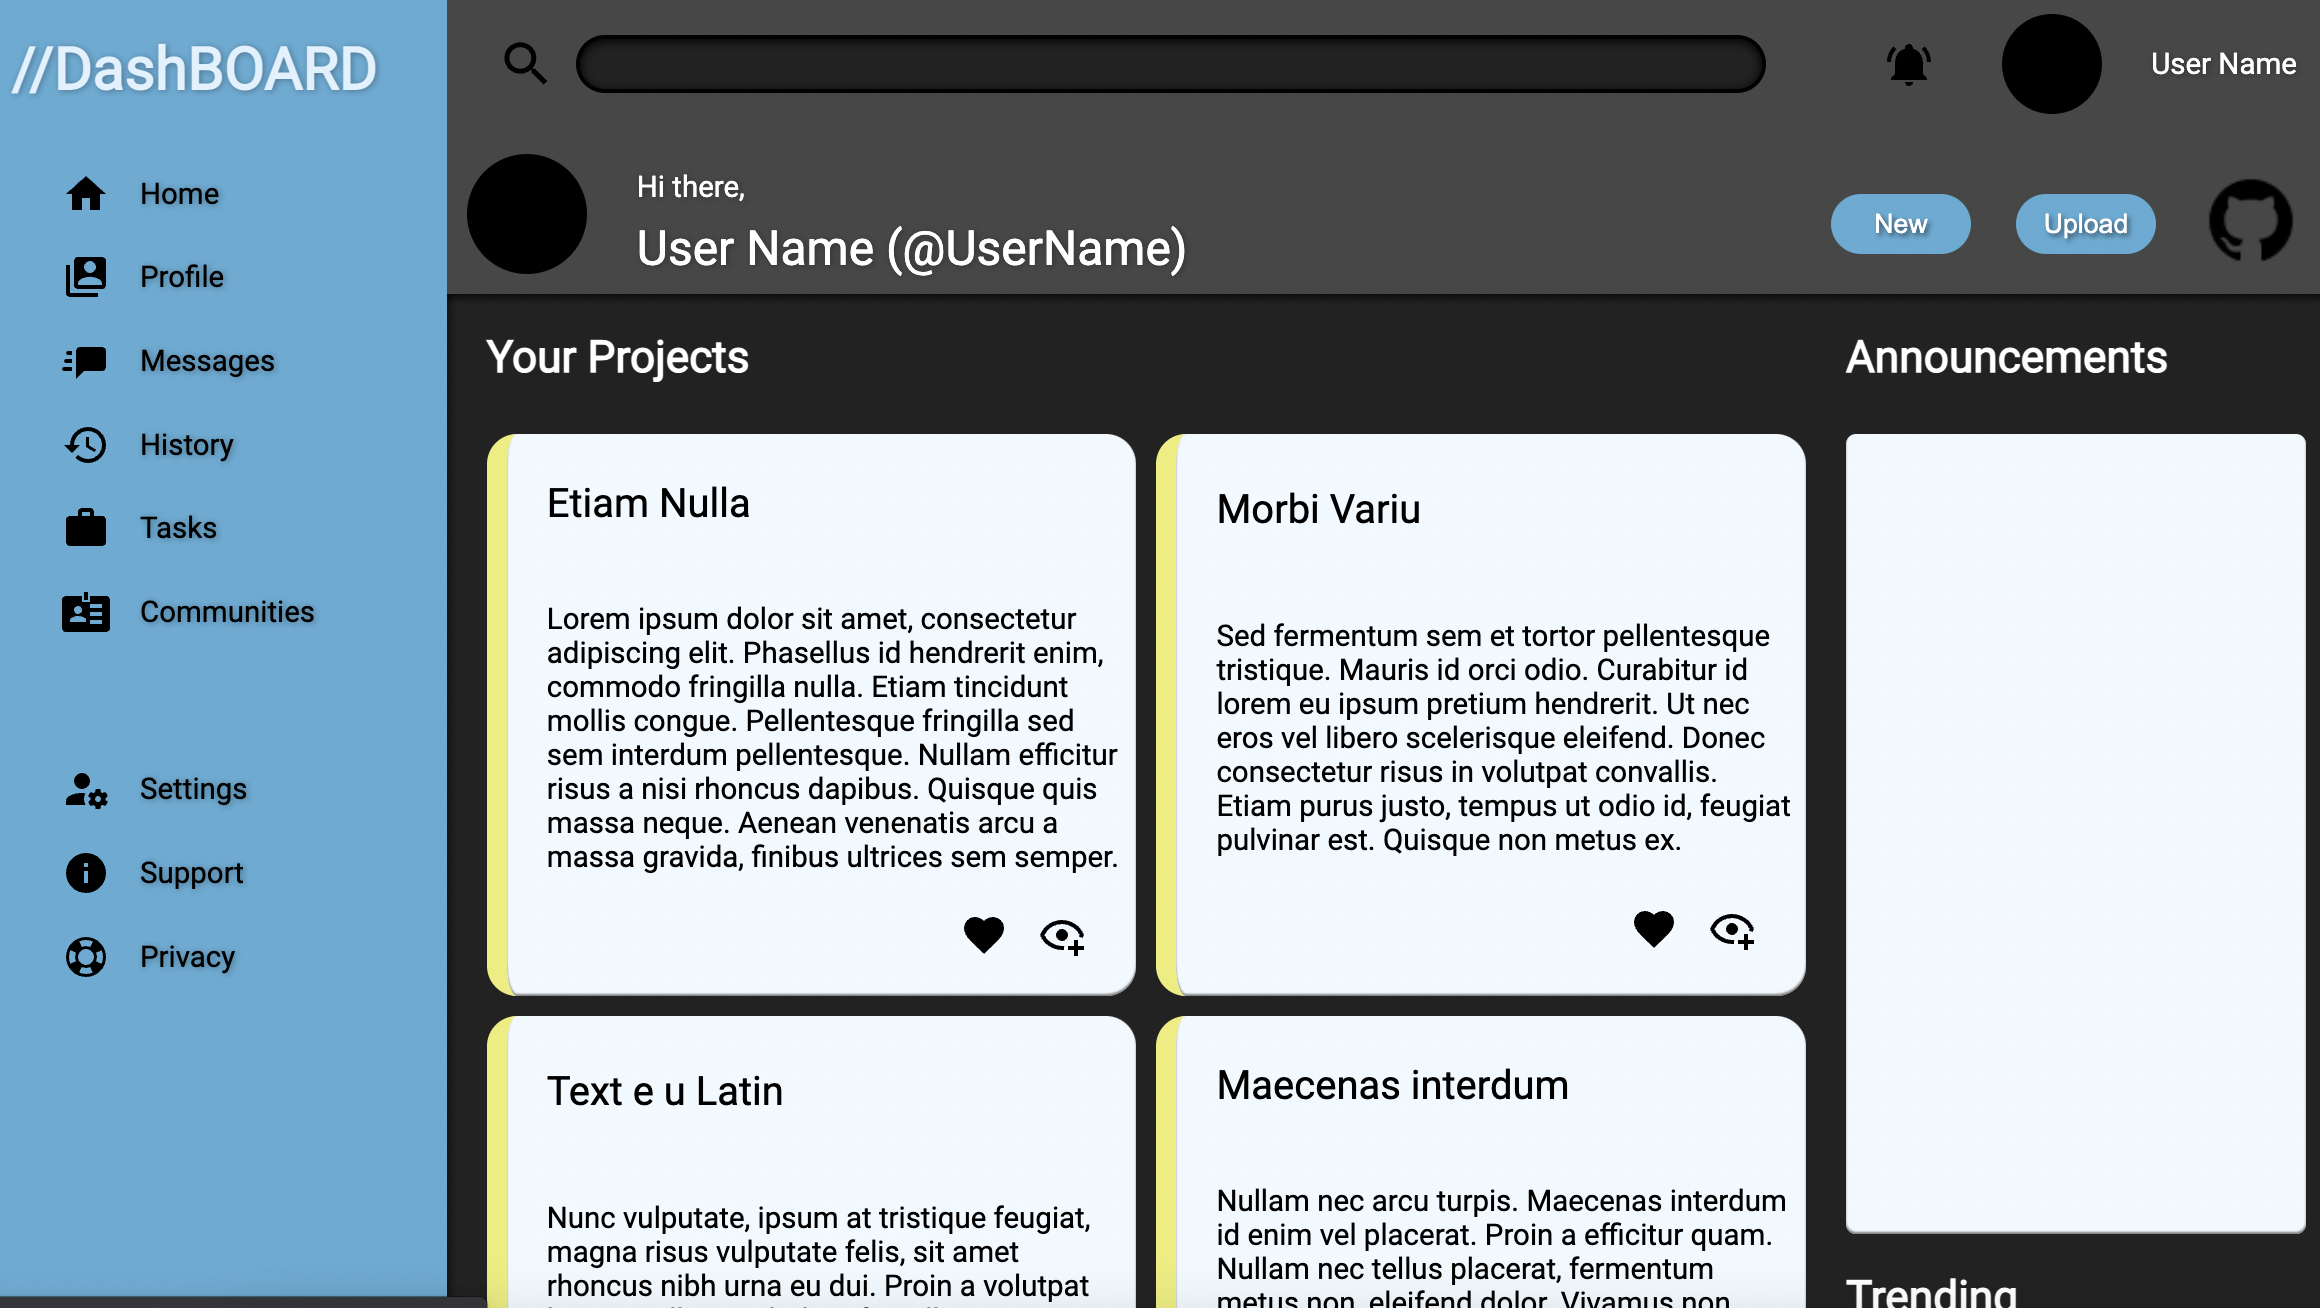 //DashBOARD
Home
Profile
Messages
History
Tasks
Communities
Settings
Support
Privacy
User Name
Hi there,
User Name (@UserName)
New
Upload
Your Projects
Announcements
Etiam Nulla
Lorem ipsum dolor sit amet, consectetur
adipiscing elit. Phasellus id hendrerit enim,
commodo fringilla nulla. Etiam tincidunt
mollis congue. Pellentesque fringilla sed
sem interdum pellentesque. Nullam efficitur
risus a nisi rhoncus dapibus. Quisque quis
massa neque. Aenean venenatis arcu a
massa gravida, finibus ultrices sem semper.
Morbi Variu
Sed fermentum sem et tortor pellentesque
tristique. Mauris id orci odio. Curabitur id
lorem eu ipsum pretium hendrerit. Ut nec
eros vel libero scelerisque eleifend. Donec
consectetur risus in volutpat convallis.
Etiam purus justo, tempus ut odio id, feugiat
pulvinar est. Quisque non metus ex.
Text e u Latin
Nunc vulputate, ipsum at tristique feugiat,
magna risus vulputate felis, sit amet
rhoncus nibh urna eu dui. Proin a volutpat
Maecenas interdum
Nullam nec arcu turpis. Maecenas interdum
id enim vel placerat. Proin a efficitur quam.
Nullam nec tellus placerat, fermentum
metus non, eleifend dolor. Vivamus non
Trending